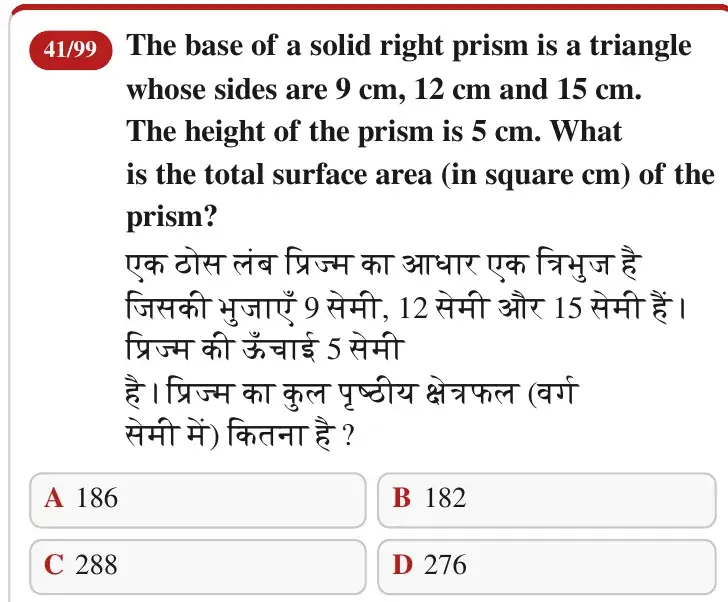 41/99 The base of a solid right prism is a triangle
whose sides are 9 cm, 12 cm and 15 cm.
The height of the prism is 5 cm. What
is the total surface area (in square cm) of the
prism?
एक ठोस लंब प्रिज्म का आधार एक त्रिभुज है
जिसकी भुजाएँ 9 सेमी, 12 सेमी और 15 सेमी हैं।
प्रिज्म की ऊँचाई 5 सेमी
है। प्रिज्म का कुल पृष्ठीय क्षेत्रफल (वर्ग
सेमी में) कितना है ?
A 186
B 182
C 288
D 276